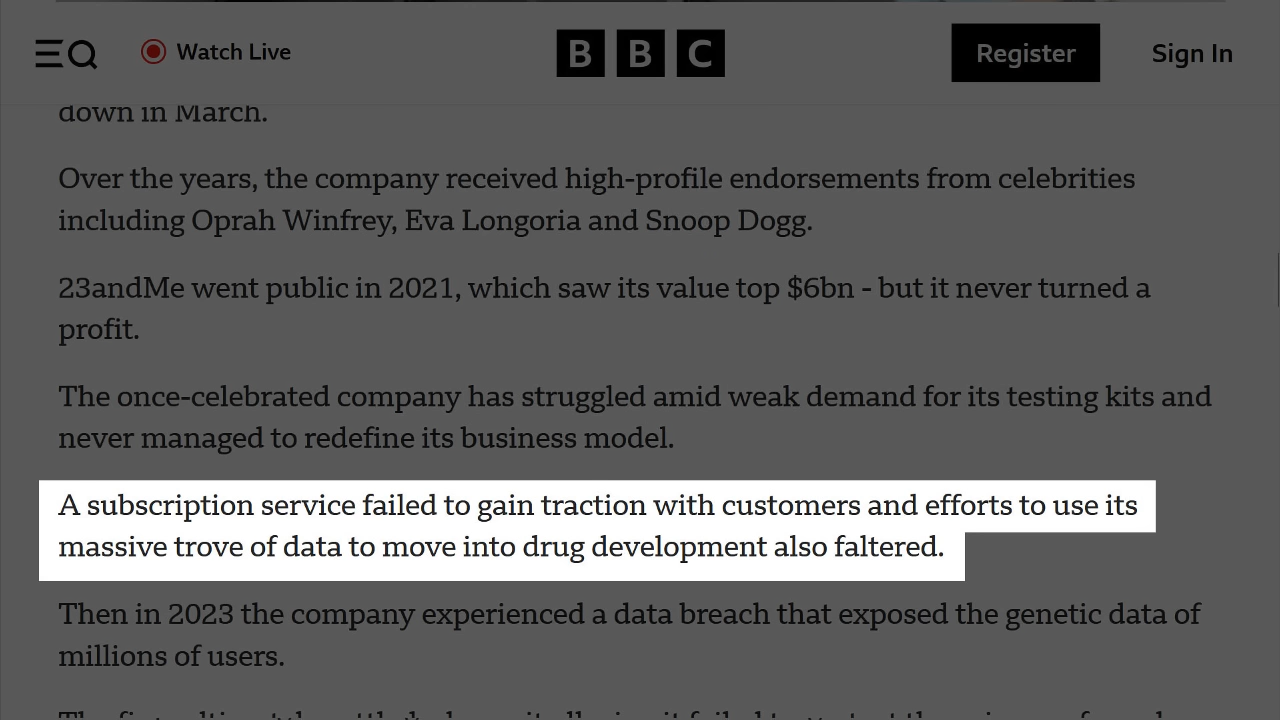 Watch Live
BBC
Register
Sign In
down in March.
Over the years, the company received high-profile endorsements from celebrities
including Oprah Winfrey, Eva Longoria and Snoop Dogg.
23andMe went public in 2021, which saw its value top $6bn - but it never turned a
profit.
The once-celebrated company has struggled amid weak demand for its testing kits and
never managed to redefine its business model.
A subscription service failed to gain traction with customers and efforts to use its
massive trove of data to move into drug development also faltered.
Then in 2023 the company experienced a data breach that exposed the genetic data of
millions of users.